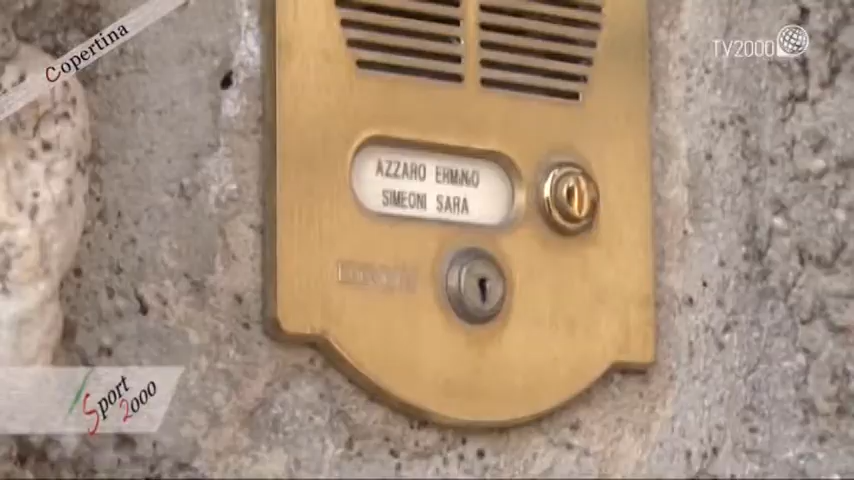 Copertina
TV2000
AZZARO ERMINIO
SIMEONI SARA
Sport
2000